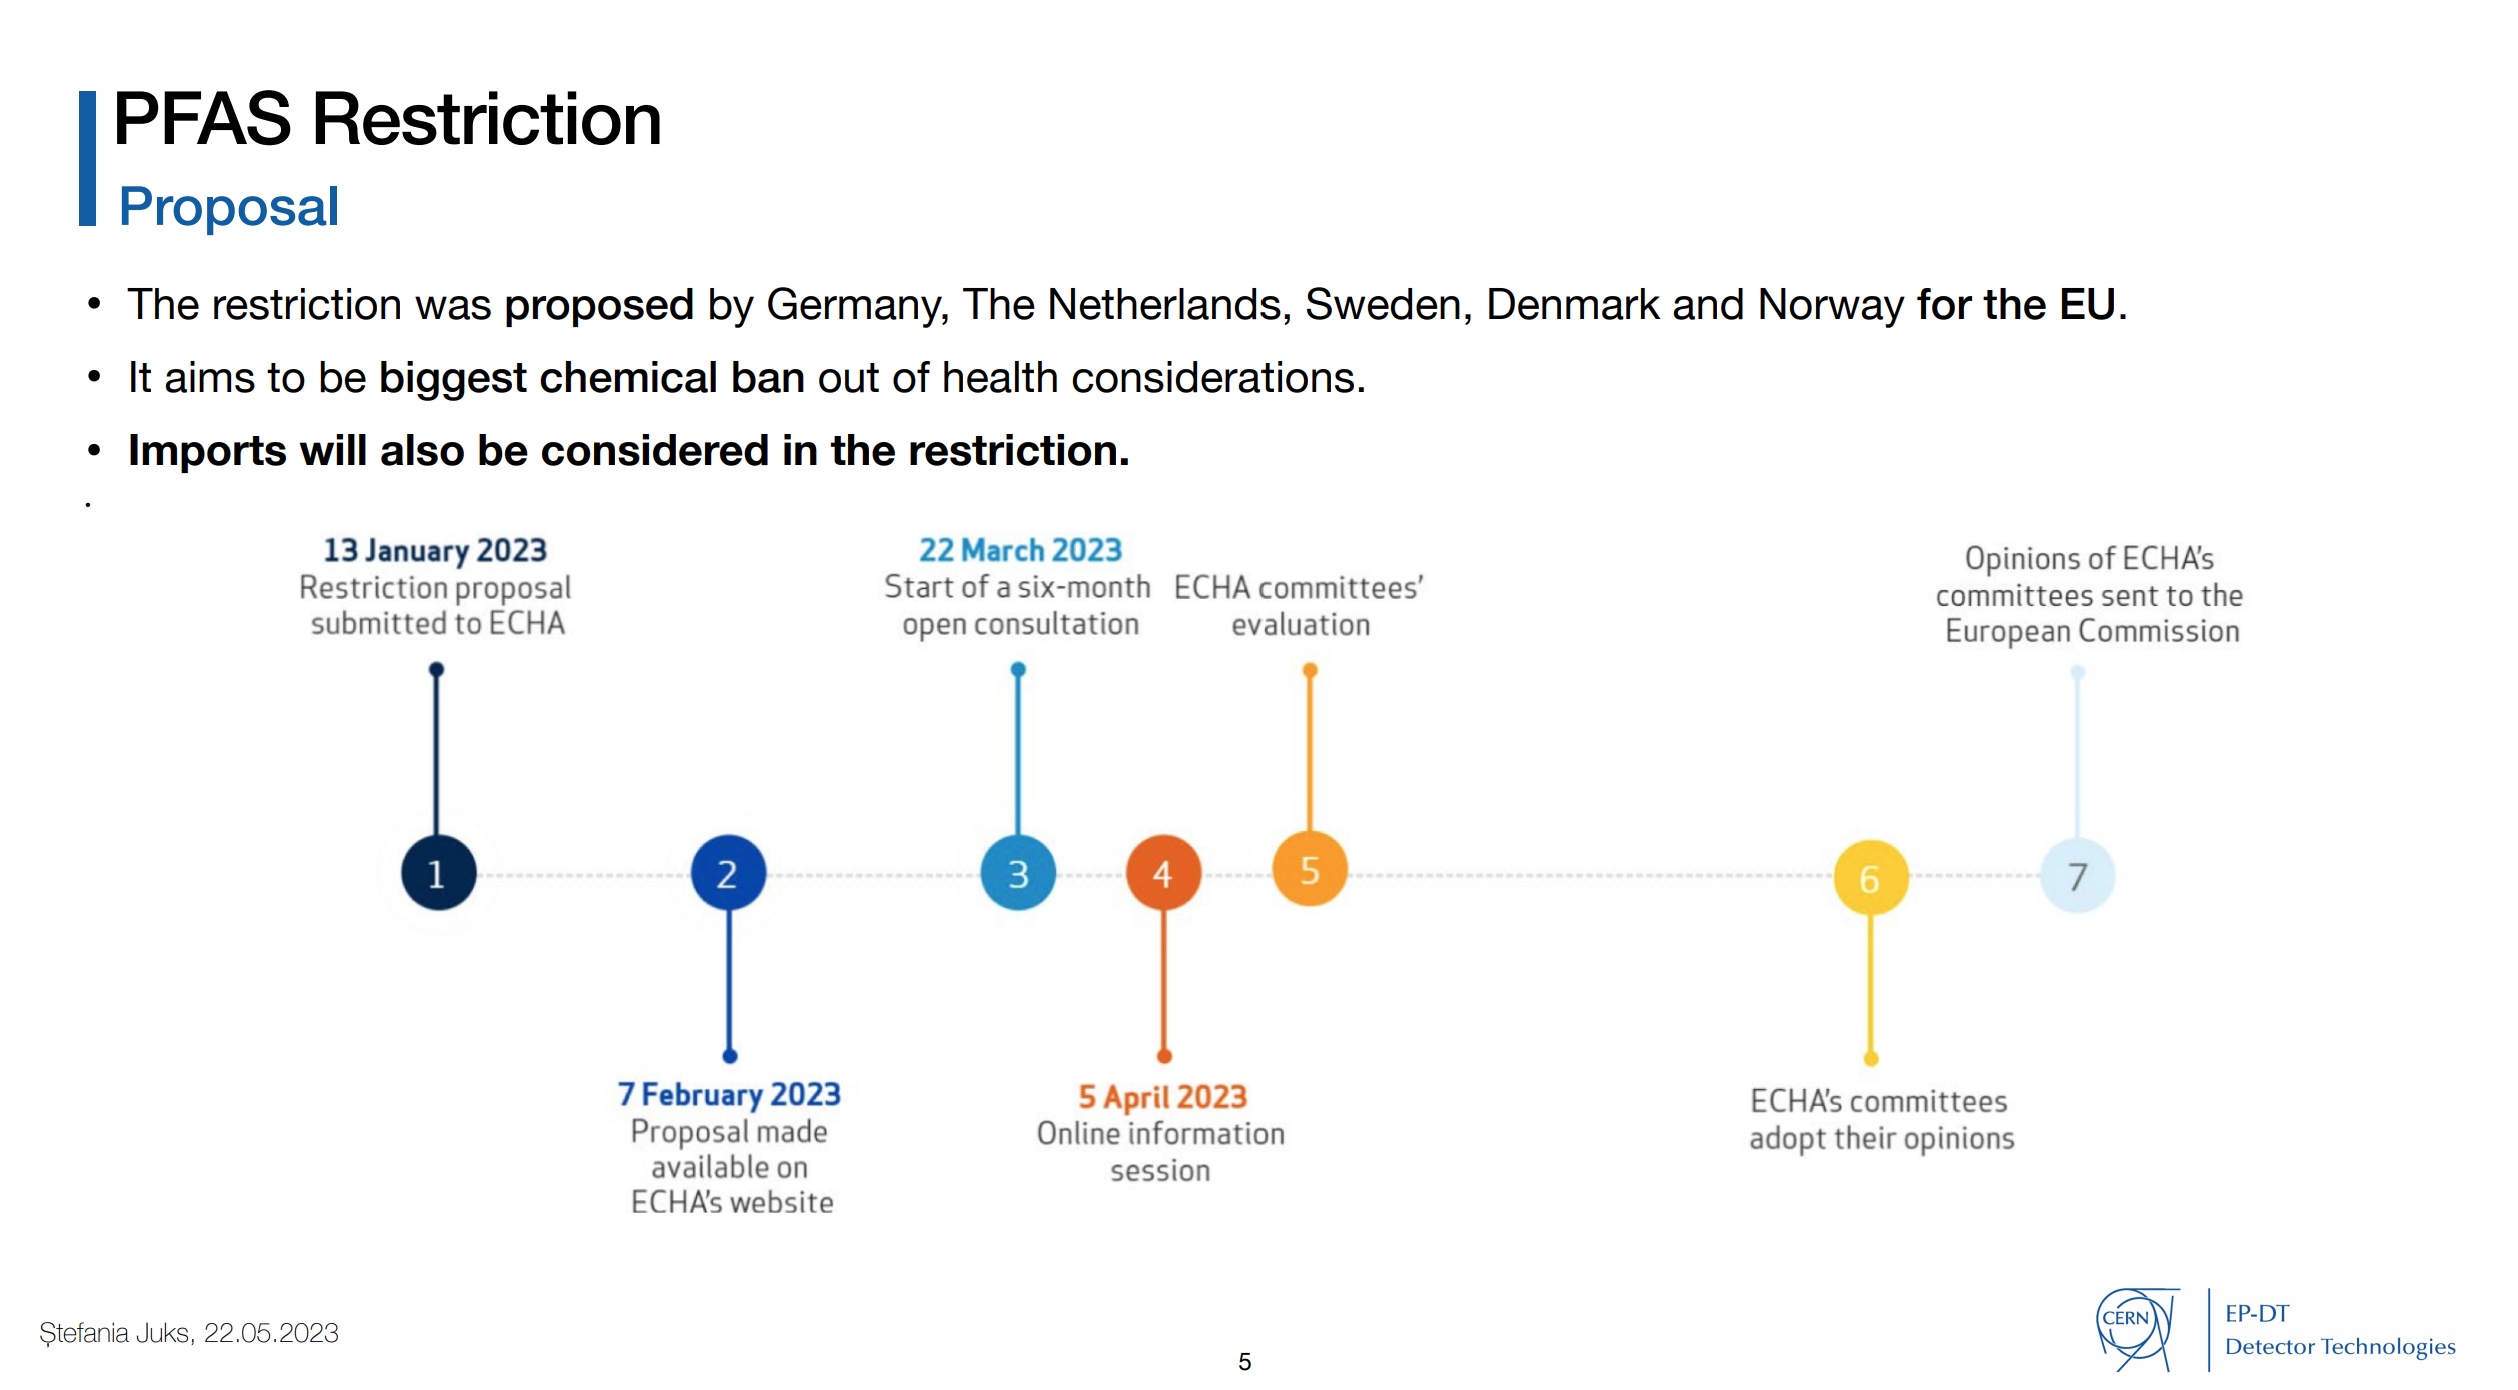 PFAS Restriction
Proposal
• The restriction was proposed by Germany, The Netherlands, Sweden, Denmark and Norway for the EU.
• It aims to be biggest chemical ban out of health considerations.
• Imports will also be considered in the restriction.
•
13 January 2023
Restriction proposal
submitted to ECHA
22 March 2023
Start of a six-month
open consultation
ECHA committees’
evaluation
Opinions of ECHA’s
committees sent to the
European Commission
1
2
3
4
5
6
7
7 February 2023
Proposal made
available on
ECHA’s website
5 April 2023
Online information
session
ECHA’s committees
adopt their opinions
Ștefania Juks, 22.05.2023
5
CERN
EP-DT
Detector Technologies